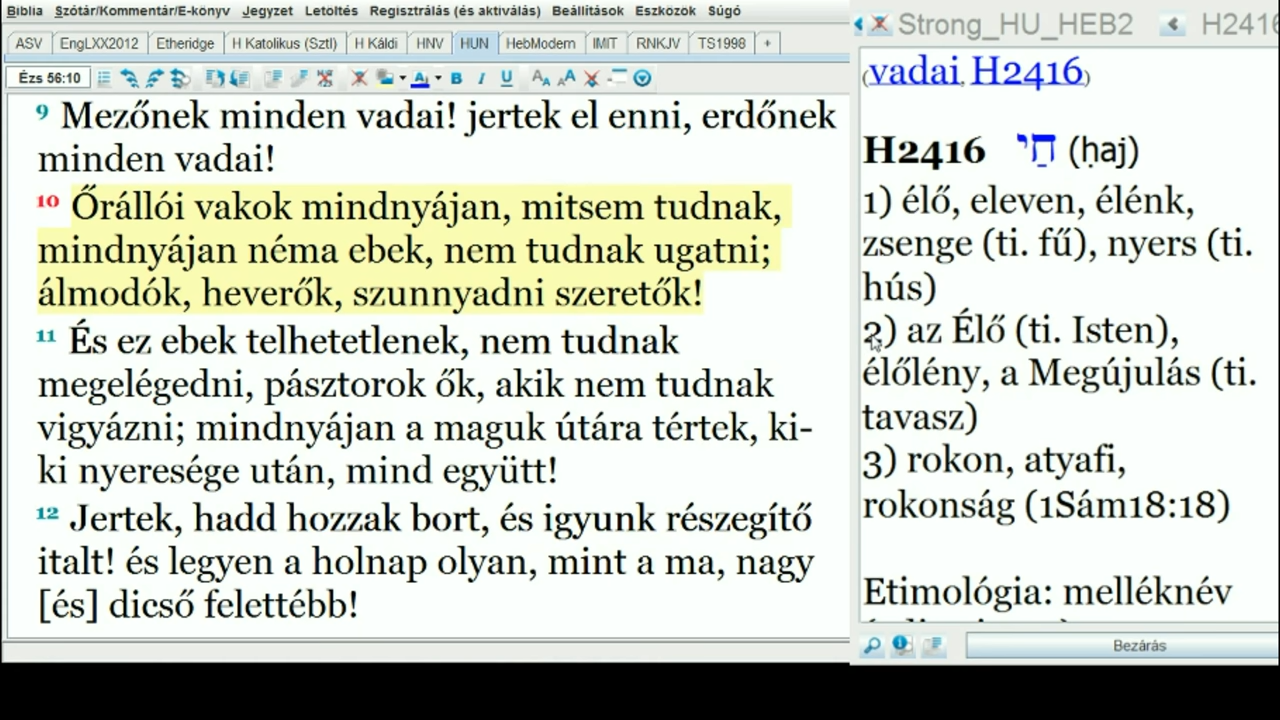 Biblia Szótár/Kommentár/E-könyv Jegyzet Letöltés Regisztrálás (és aktiválás) Beállítások Eszközök Súgó
ASV EngLXX2012 Etheridge H Katolikus (Sztl) H Káldi HNV HUN HebModern IMIT RNKJV TS1998 +
Ézs 56:10
9 Mezőnek minden vadai! jertek el enni, erdőnek
minden vadai!
10 Őrállói vakok mindnyájan, mitsem tudnak,
mindnyájan néma ebek, nem tudnak ugatni;
álmodók, heverők, szunnyadni szeretők!
11 És ez ebek telhetetlenek, nem tudnak
megelégedni, pásztorok ők, akik nem tudnak
vigyázni; mindnyájan a maguk útára tértek, ki-
ki nyeresége után, mind együtt!
12 Jertek, hadd hozzak bort, és igyunk részegítő
italt! és legyen a holnap olyan, mint a ma, nagy
[és] dicső felettébb!
Strong_HU_HEB2 H2416
(vadai, H2416)
H2416 חַי (ḥaj)
1) élő, eleven, élénk,
zsenge (ti. fű), nyers (ti.
hús)
2) az Élő (ti. Isten),
élőlény, a Megújulás (ti.
tavasz)
3) rokon, atyafi,
rokonság (1Sám18:18)
Etimológia: melléknév
Bezárás